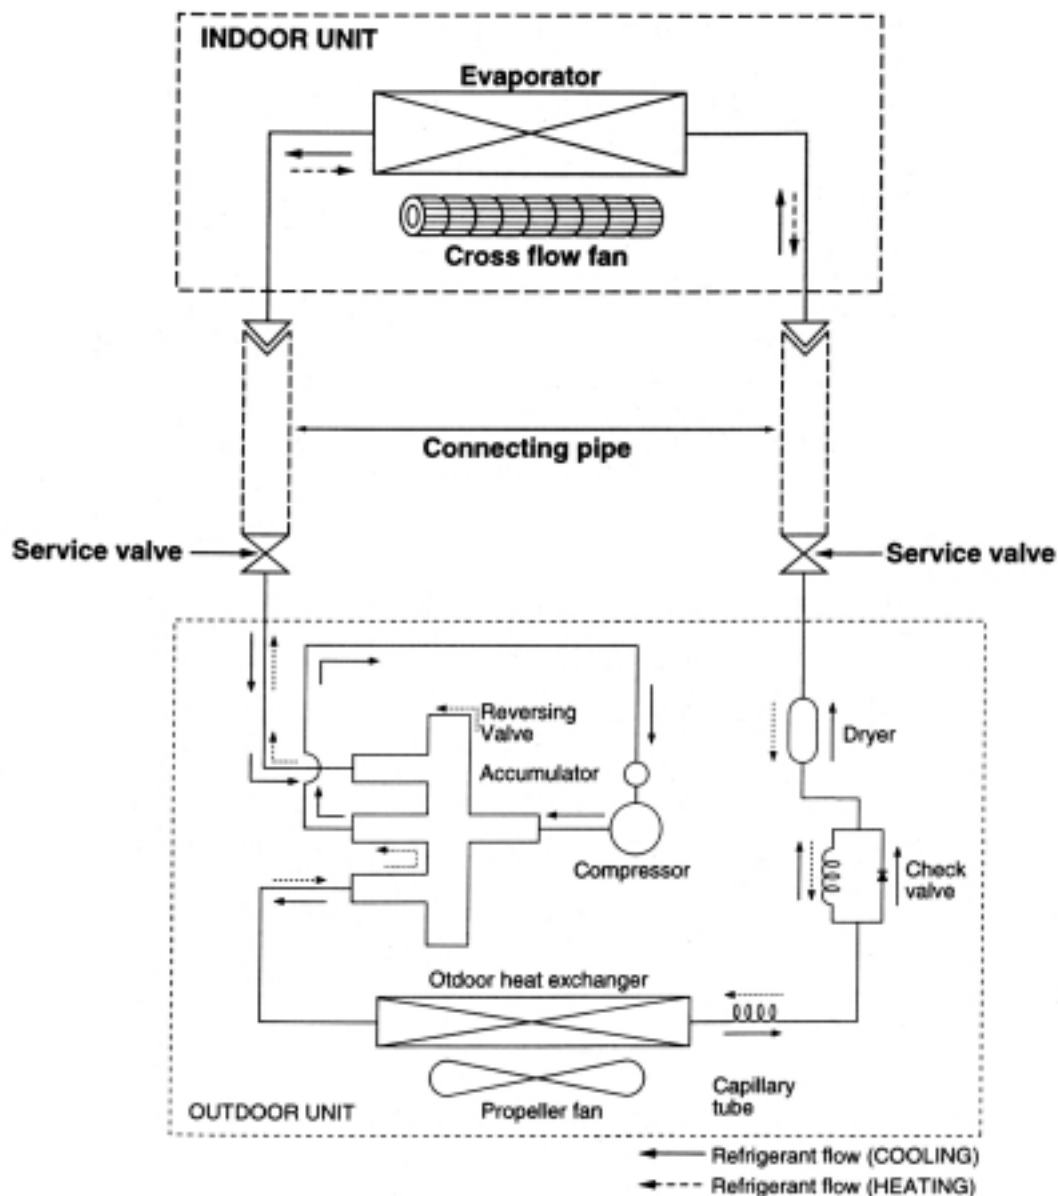 INDOOR UNIT
Evaporator
Cross flow fan
Connecting pipe
Service valve
Service valve
Reversing
Valve
Accumulator
Dryer
Compressor
Check
valve
Otdoor heat exchanger
Capillary
tube
Propeller fan
OUTDOOR UNIT
Refrigerant flow (COOLING)
Refrigerant flow (HEATING)